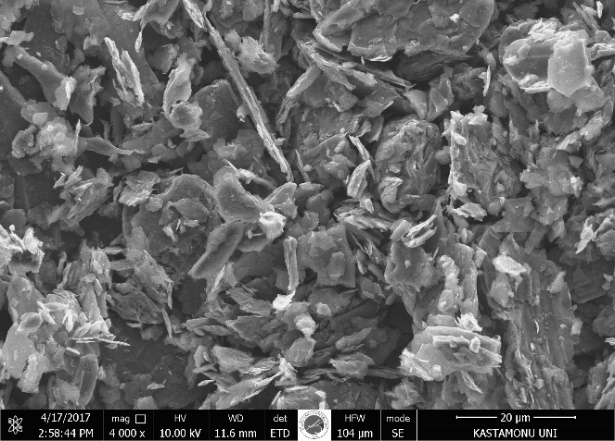 4/17/2017 mag HV WD det HFW mode 20 μm
2:58:44 PM 4 000 x 10.00 kV 11.6 mm ETD 104 μm SE KASTAMONU UNI